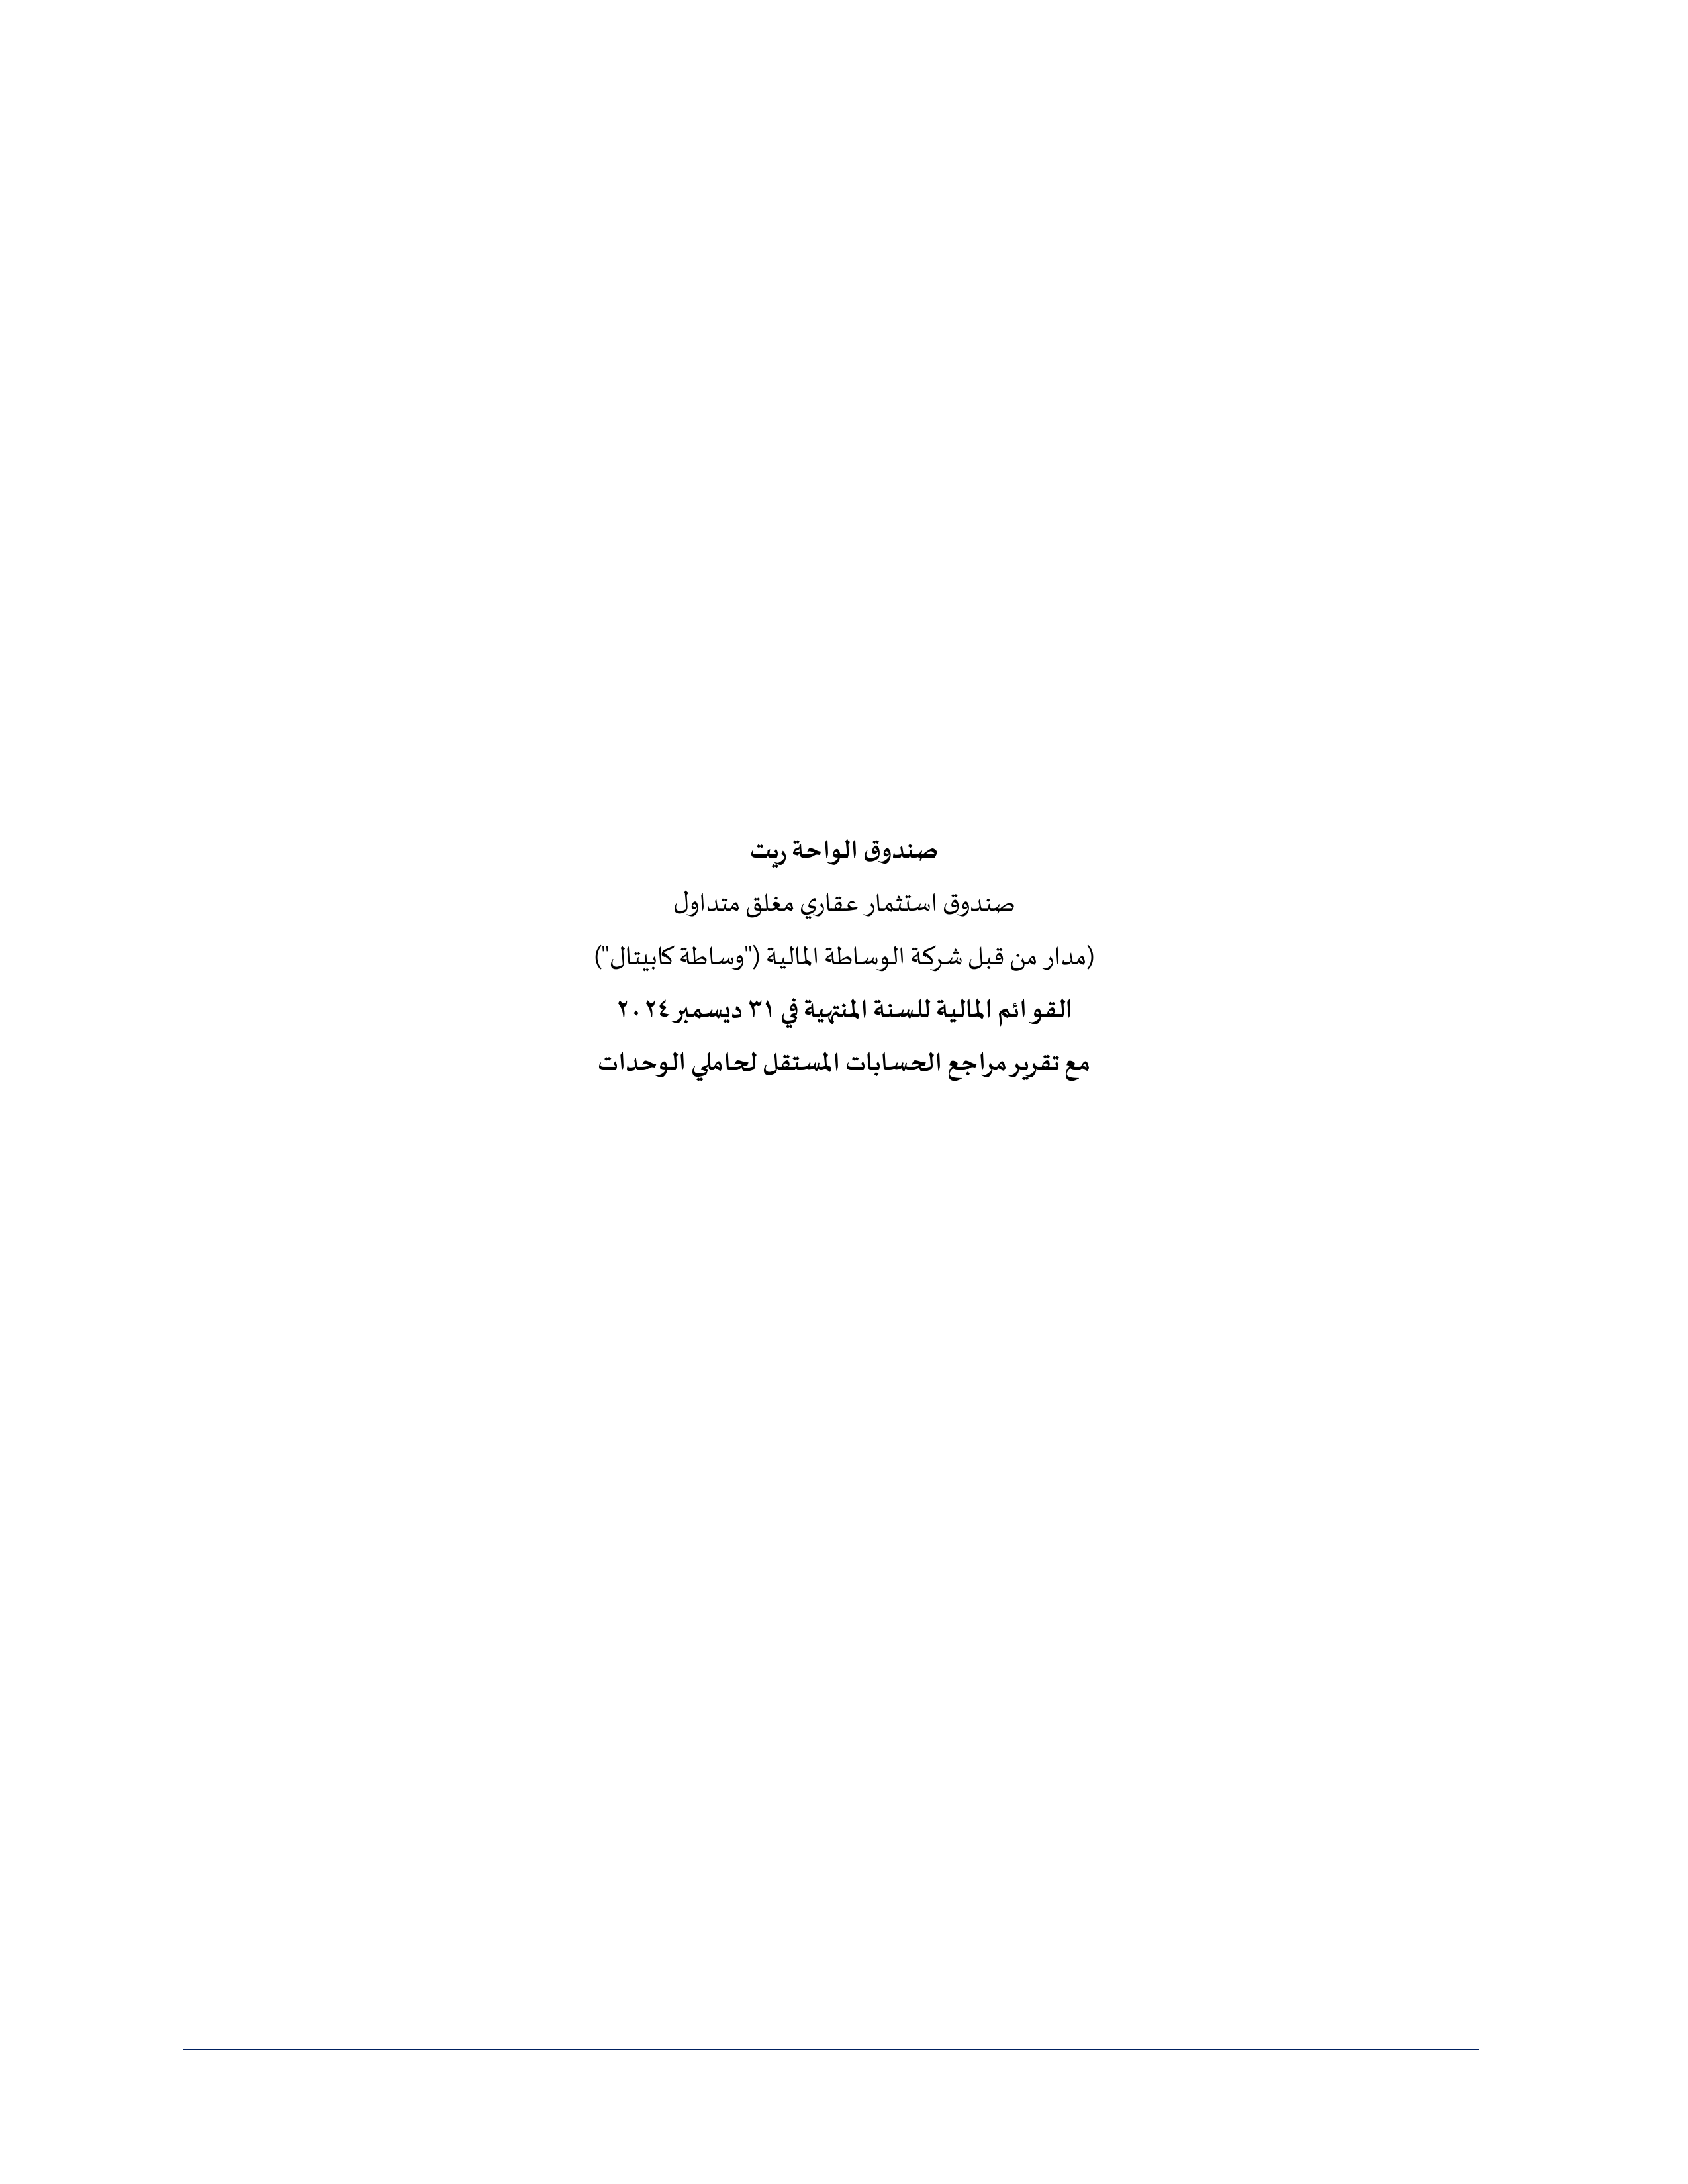 صندوق الواحة ريت
صندوق استثمار عقاري مغلق متداول
(مدار من قبل شركة الوساطة المالية ("وساطة كابيتال")
القوائم المالية للسنة المنتهية في ٣١ ديسمبر ٢٠٢٤
مع تقرير مراجع الحسابات المستقل لحاملي الوحدات